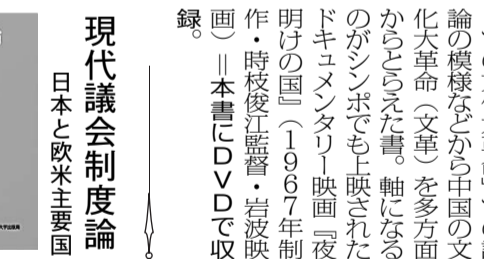 論の模様などから中国の文
化大革命（文革）を多方面
からとらえた書。軸になる
のがシンポでも上映された
ドキュメンタリー映画『夜
明けの国』（1967年制
作・時枝俊江監督・岩波映
画）＝本書にDVDで収
録。
現代議会制度論
日本と欧米主要国